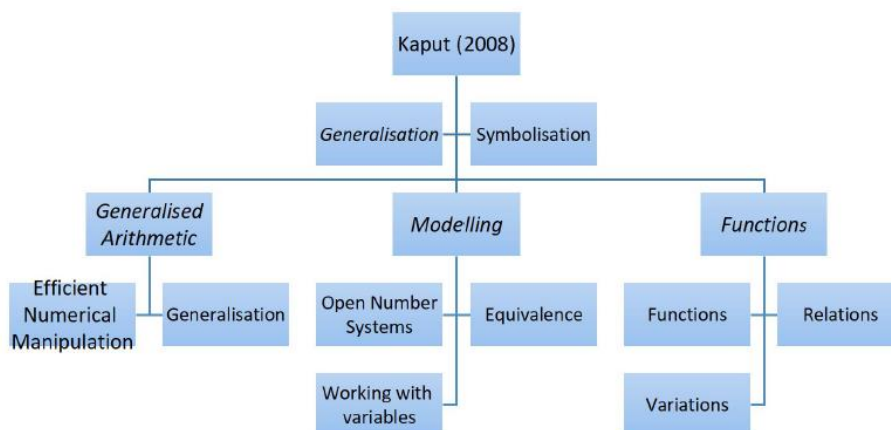 Kaput (2008)
Generalisation
Symbolisation
Generalised
Arithmetic
Modelling
Functions
Efficient
Numerical
Manipulation
Generalisation
Open Number
Systems
Equivalence
Functions
Relations
Working with
variables
Variations